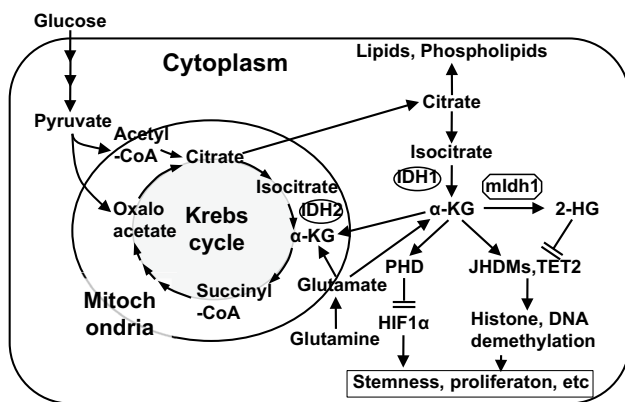 Glucose
Lipids, Phospholipids
Cytoplasm
Citrate
Pyruvate
Acetyl
-CoA
Citrate
Isocitrate
Isocitrate
IDH1
mIdh1
IDH2
Oxalo
acetate
Krebs
cycle
α-KG
α-KG
2-HG
PHD
JHDMs,TET2
Succinyl
-CoA
Glutamate
Mitoch
ondria
HIF1α
Glutamine
Histone, DNA
demethylation
Stemness, proliferaton, etc